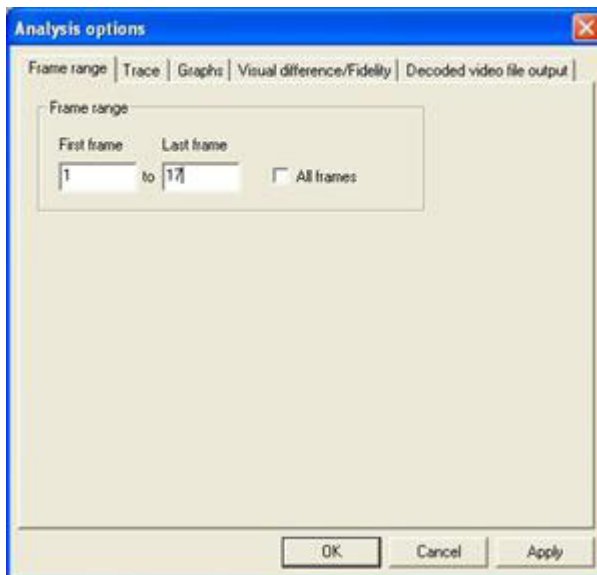 Analysis options
Frame range Trace Graphs Visual difference/Fidelity Decoded video file output
Frame range
First frame Last frame
1 to 17 All frames
OK Cancel Apply